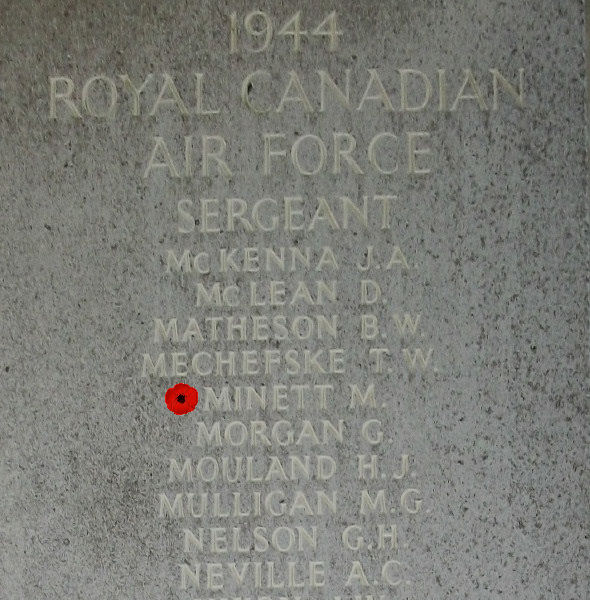 1944
ROYAL CANADIAN
AIR FORCE
SERGEANT
McKENNA J.A.
McLEAN D.
MATHESON B.W.
MECHEFSKE T.W.
MINETT M.
MORGAN G.
MOULAND H.J.
MULLIGAN M.G.
NELSON G.H.
NEVILLE A.C.